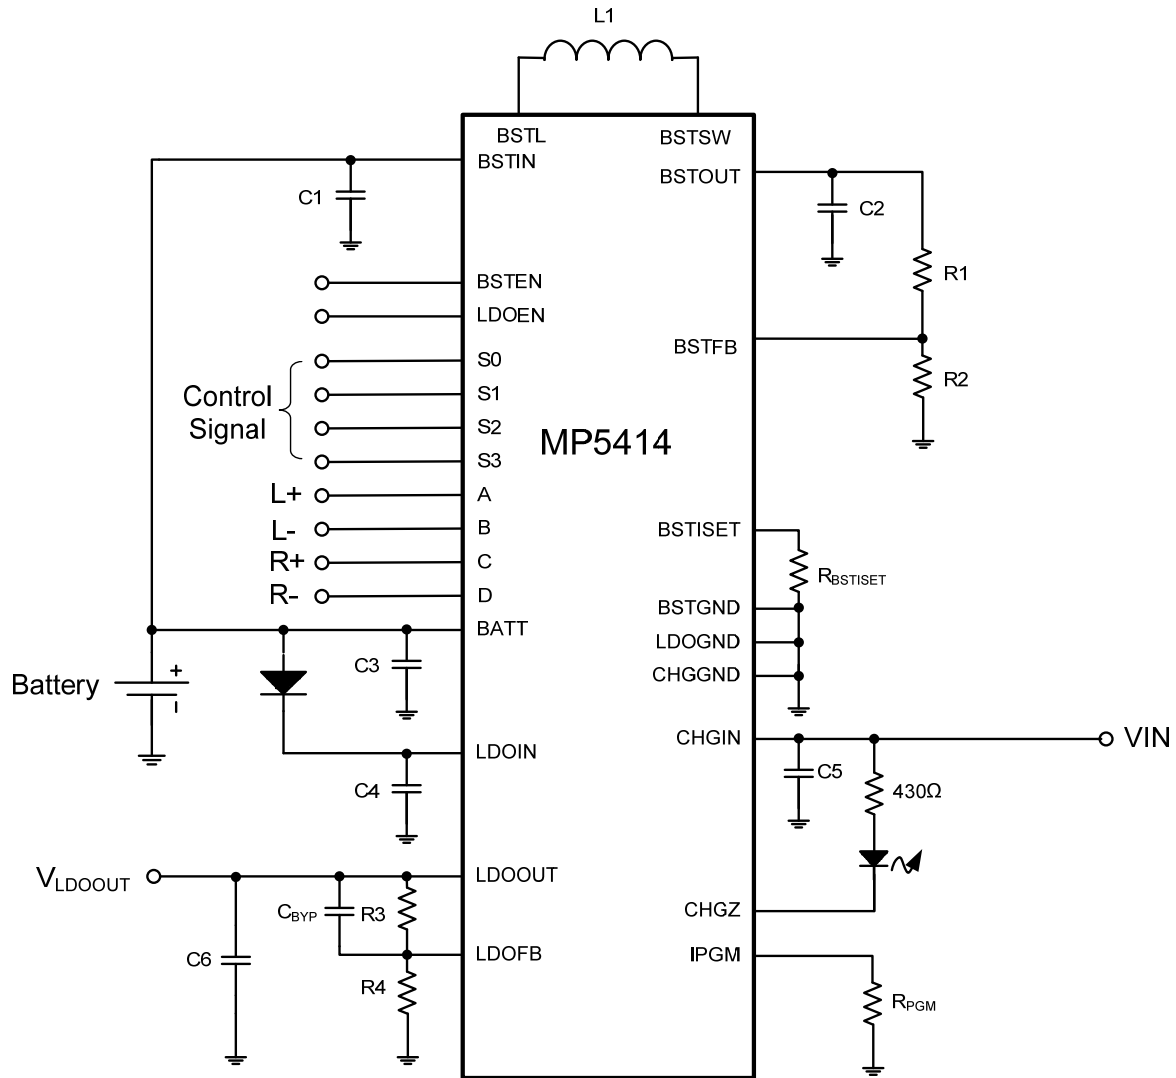 L1
BSTL
BSTSW
BSTIN
BSTOUT
C1
C2
BSTEN
R1
LDOEN
BSTFB
S0
R2
Control
Signal
S1
S2
S3
MP5414
L+
A
L-
B
BSTISET
R+
C
RBSTISET
R-
D
BSTGND
BATT
LDOGND
C3
CHGGND
Battery
+
-
CHGIN
VIN
LDOIN
C5
C4
430Ω
VLDOOUT
LDOOUT
CBYP
R3
CHGZ
C6
LDOFB
IPGM
R4
RPGM